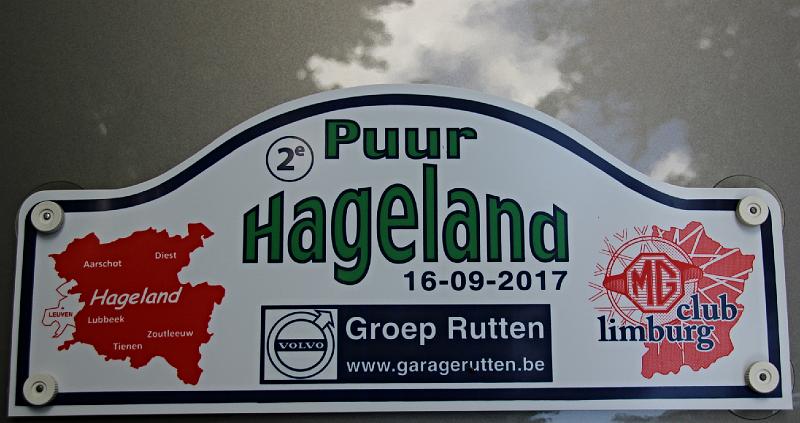 2e Puur
Hageland
16-09-2017
Aarschot
Diest
Hageland
LEUVEN
Lubbeek
Zoutleeuw
Tienen
VOLVO
Groep Rutten
www.garagerutten.be
MG
club
limburg